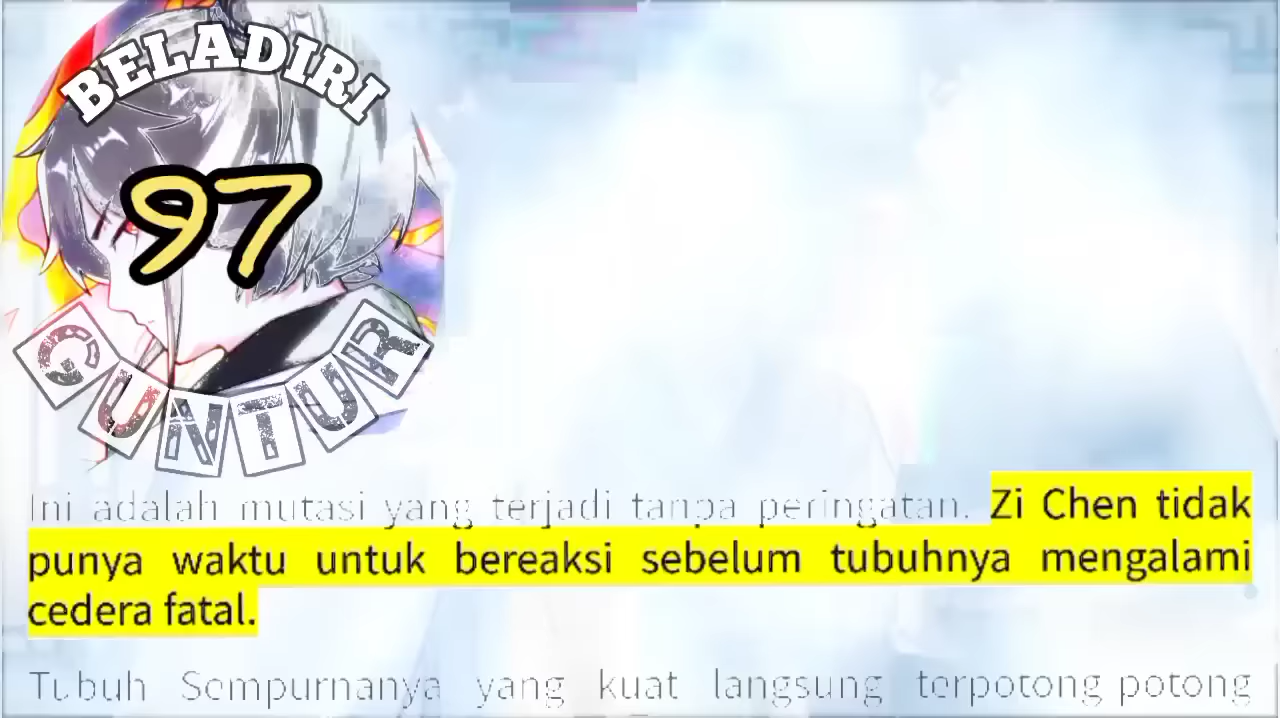 BELADIRI
97
GUNTUR
Ini adalah mutasi yang terjadi tanpa peringatan. Zi Chen tidak
punya waktu untuk bereaksi sebelum tubuhnya mengalami
cedera fatal.
Tubuh Sempurnanya yang kuat langsung terpotong potong